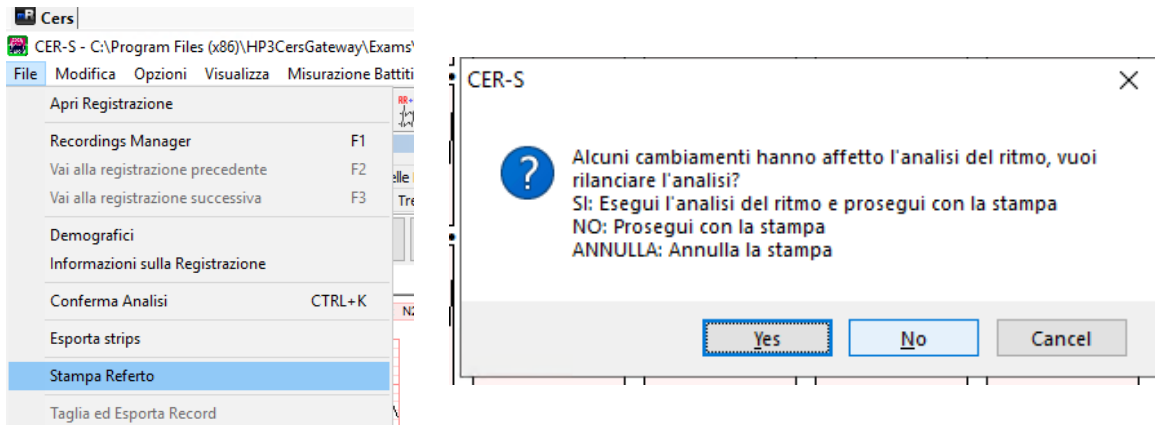 Cers
CER-S - C:\Program Files (x86)\HP3CersGateway\Exams\
File Modifica Opzioni Visualizza Misurazione Battiti
Apri Registrazione
RR+
Recordings Manager F1
Vai alla registrazione precedente F2
elle
Vai alla registrazione successiva F3
Tre
Demografici
Informazioni sulla Registrazione
Conferma Analisi CTRL+K
Esporta strips
Stampa Referto
Taglia ed Esporta Record
CER-S
Alcuni cambiamenti hanno affetto l'analisi del ritmo, vuoi
rilanciare l'analisi?
SI: Esegui l'analisi del ritmo e prosegui con la stampa
NO: Prosegui con la stampa
ANNULLA: Annulla la stampa
Yes No Cancel